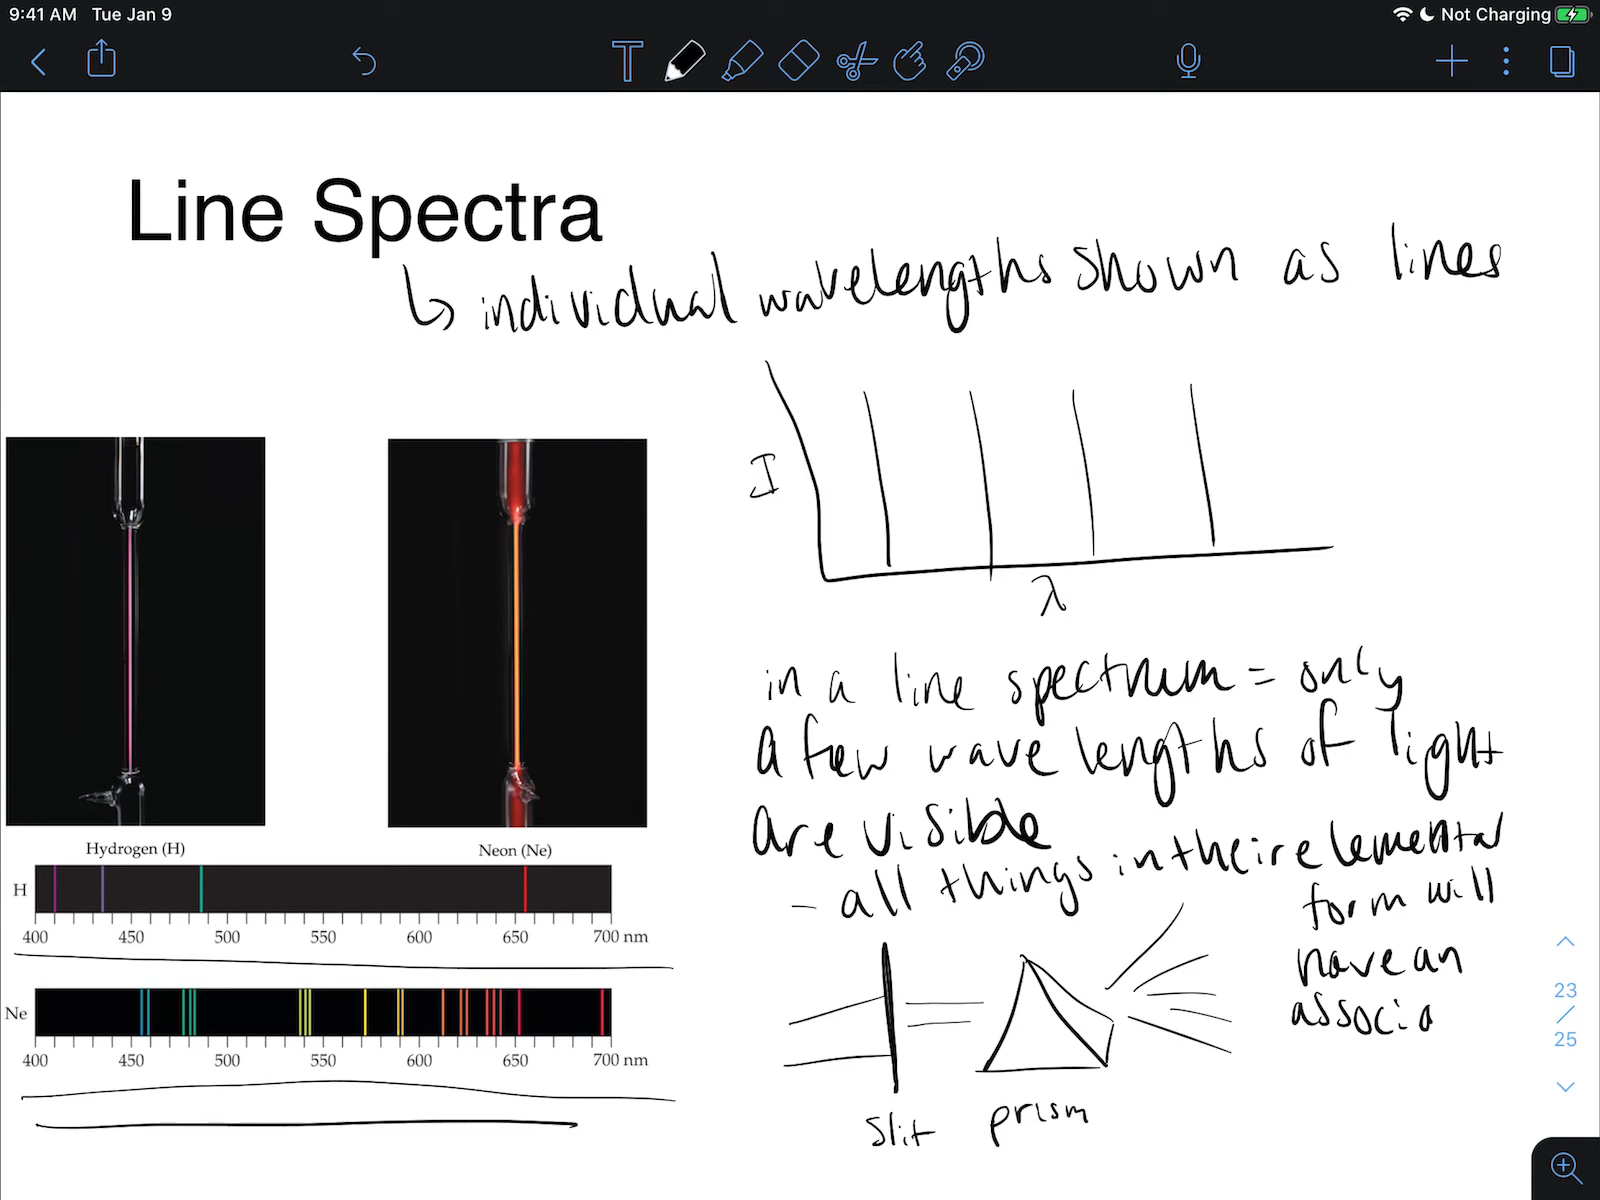 9:41 AM Tue Jan 9
Not Charging
T
Line Spectra
↳ individual wavelengths shown as lines
I
λ
in a line spectrum = only
a few wave lengths of light
are visible
- all things in their elemental
form will
have an
associa
slit
prism
Hydrogen (H)
Neon (Ne)
H
400 450 500 550 600 650 700 nm
Ne
400 450 500 550 600 650 700 nm
23
/
25